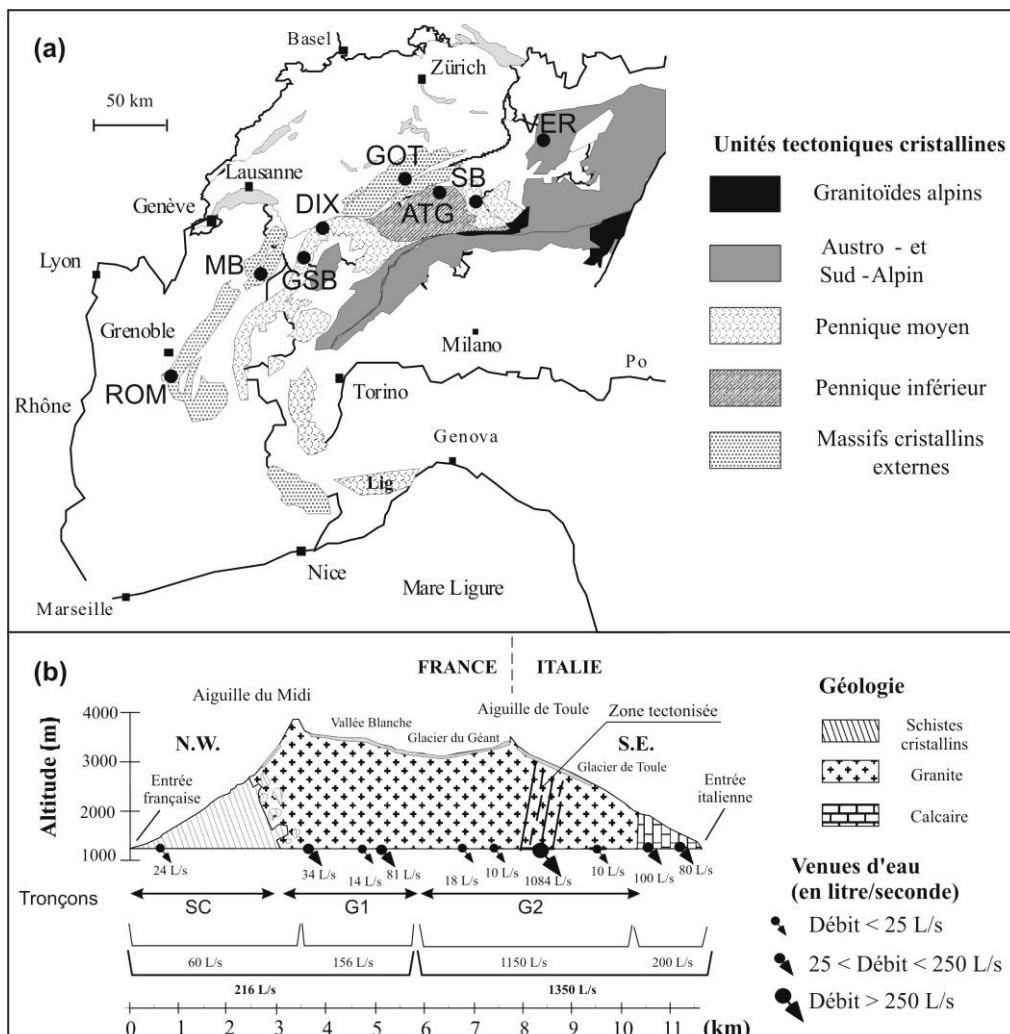 (a)
Basel
Zürich
50 km
VER
GOT
SB
Lausanne
DIX
ATG
Genève
Lyon
MB
GSB
Grenoble
Milano
Po
ROM
Torino
Rhône
Genova
Lig
Nice
Mare Ligure
Marseille
Unités tectoniques cristallines
Granitoïdes alpins
Austro - et
Sud -Alpin
Pennique moyen
Pennique inférieur
Massifs cristallins
externes
(b)
FRANCE
ITALIE
Aiguille du Midi
Aiguille de Toule
Zone tectonisée
4000
Vallée Blanche
Glacier du Géant
N.W.
S.E.
3000
Glacier de Toule
Entrée
française
Entrée
italienne
2000
1000
Altitude (m)
24 L/s
34 L/s
14 L/s
81 L/s
18 L/s
10 L/s
1084 L/s
10 L/s
100 L/s
80 L/s
Tronçons
SC
G1
G2
60 L/s
156 L/s
1150 L/s
200 L/s
216 L/s
1350 L/s
0 1 2 3 4 5 6 7 8 9 10 11 (km)
Géologie
Schistes
cristallins
Granite
Calcaire
Venues d'eau
(en litre/seconde)
Débit < 25 L/s
25 < Débit < 250 L/s
Débit > 250 L/s